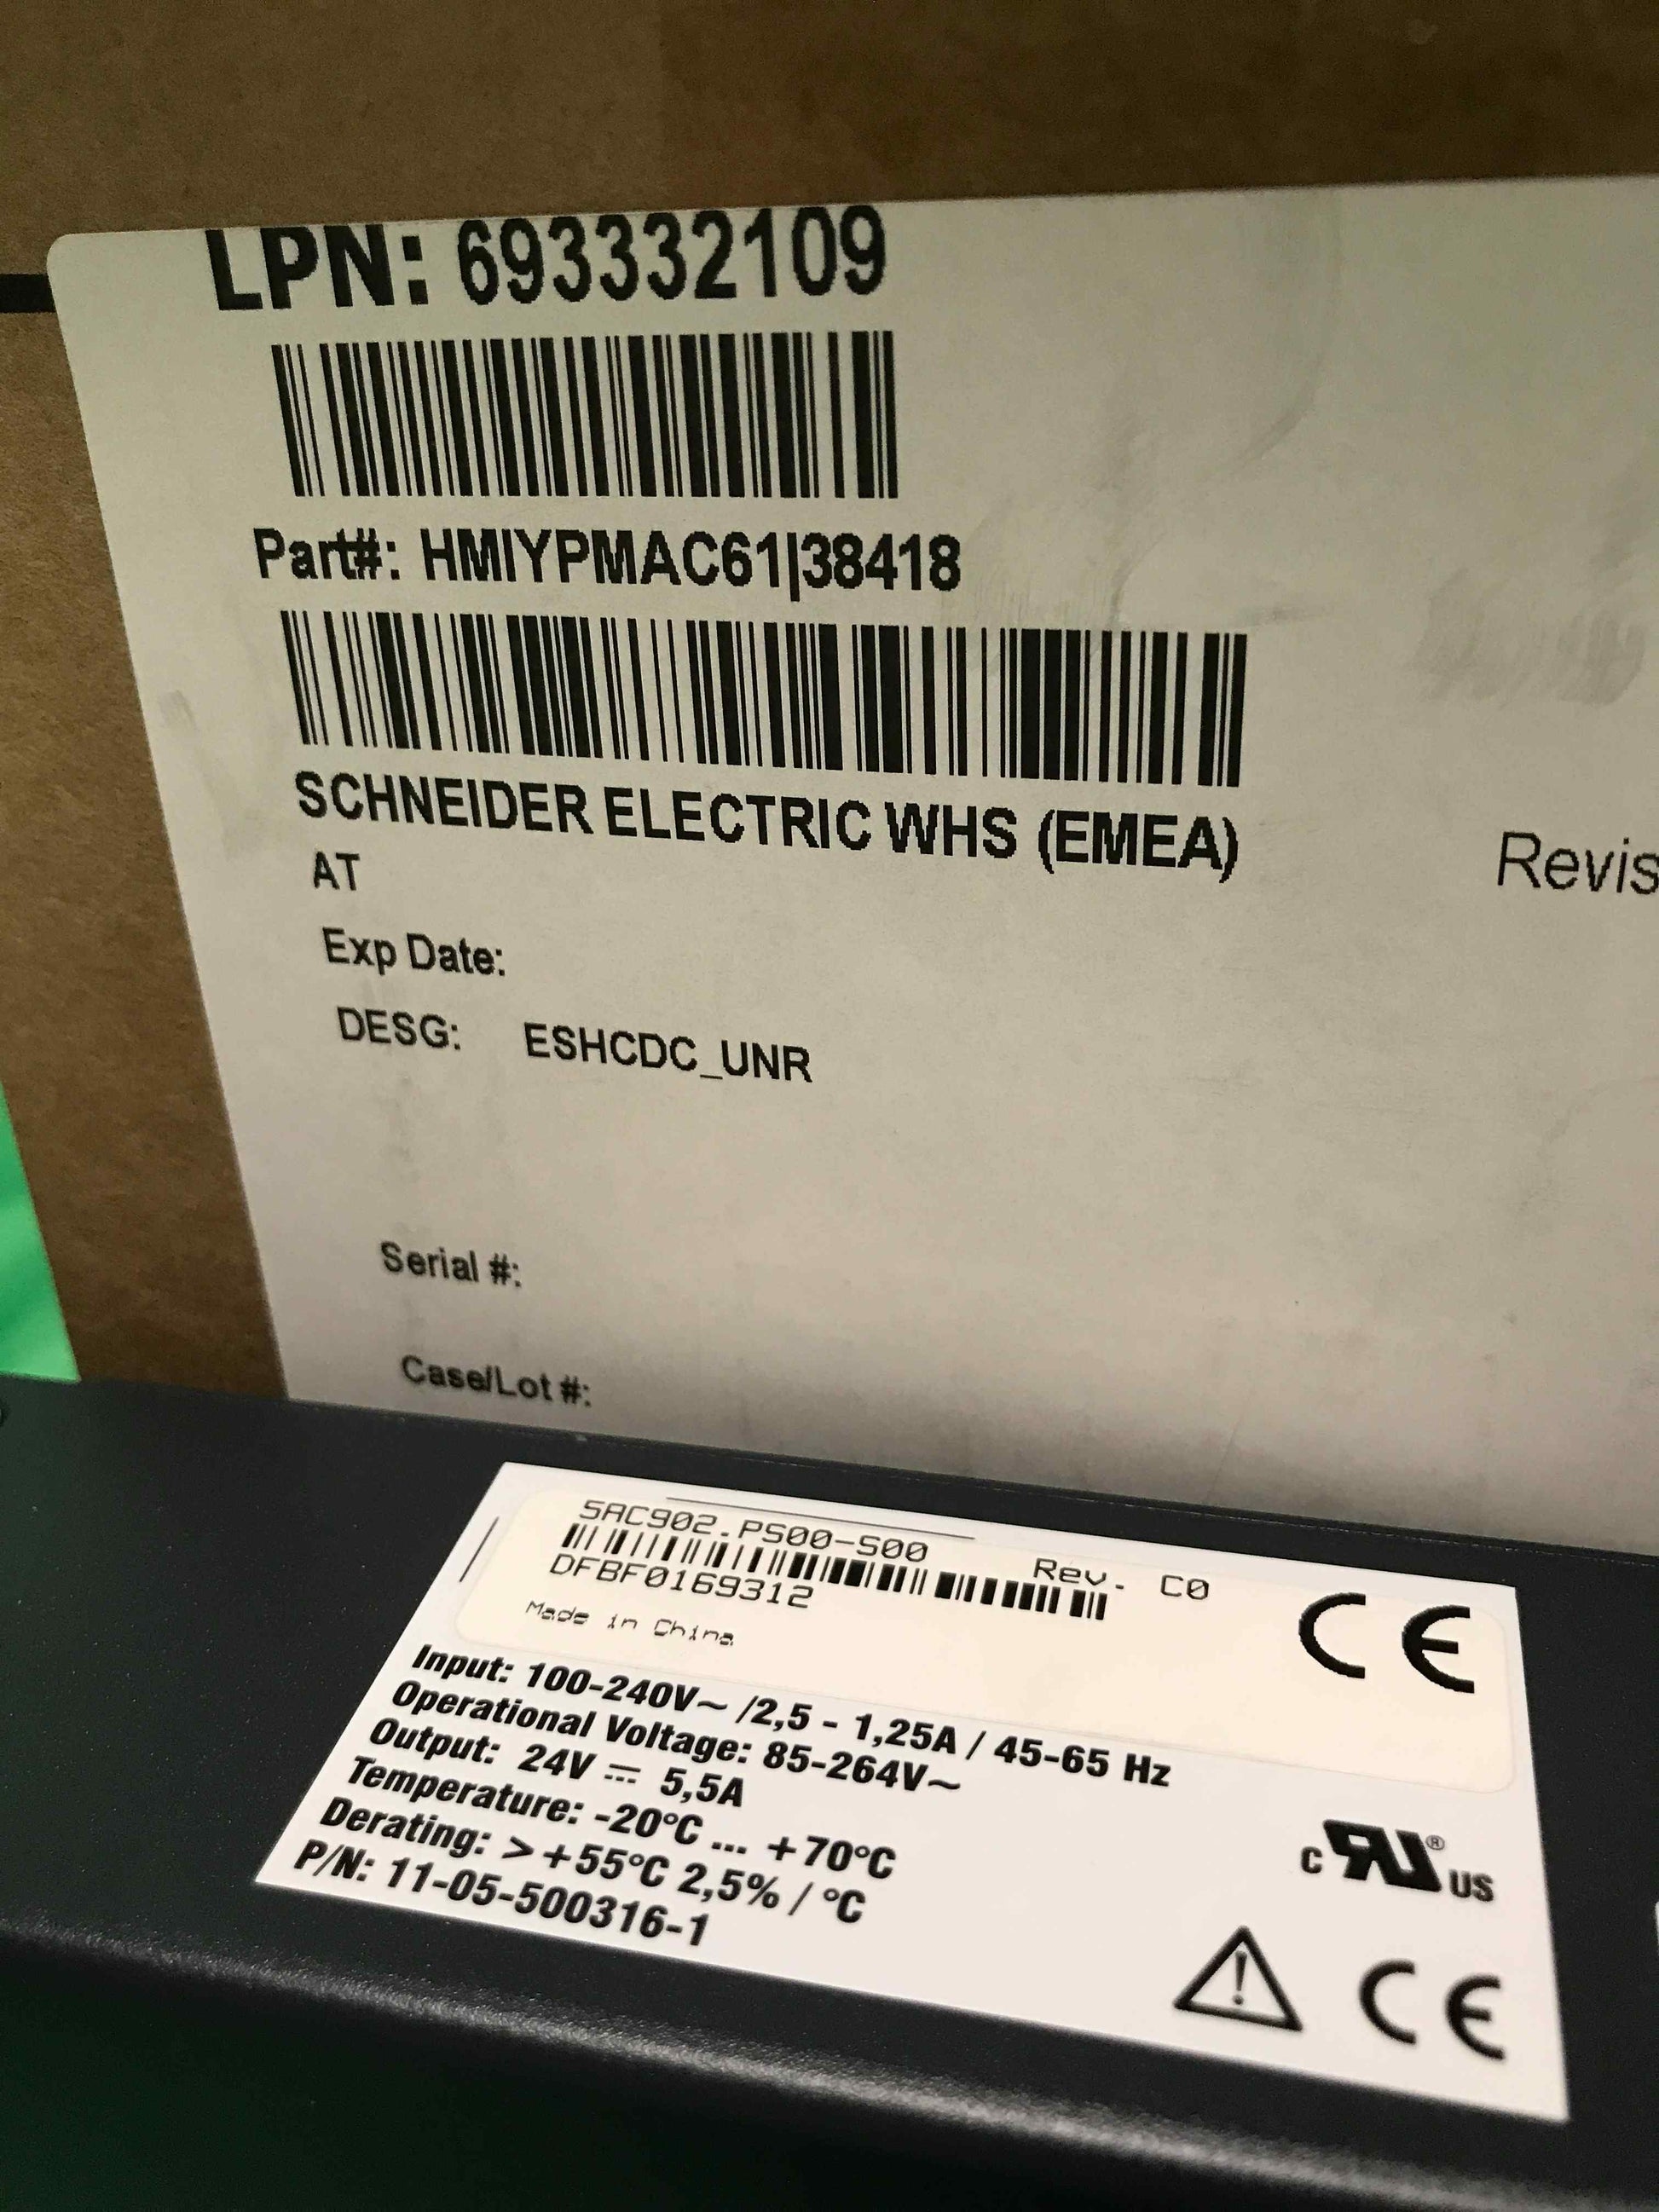 LPN: 693332109
Part#: HMIYPMAC61|38418
SCHNEIDER ELECTRIC WHS (EMEA)
AT
Revis
Exp Date:
DESG: ESHCDC_UNR
Serial #:
Case/Lot #:
5AC902.PS00-S00
Rev. C0
DFBF0169312
Made in China
CE
Input: 100-240V~ /2,5 - 1,25A / 45-65 Hz
Operational Voltage: 85-264V~
Output: 24V ⎓ 5,5A
Temperature: -20°C ... +70°C
Derating: > +55°C 2,5% / °C
P/N: 11-05-500316-1
c RU® US
CE